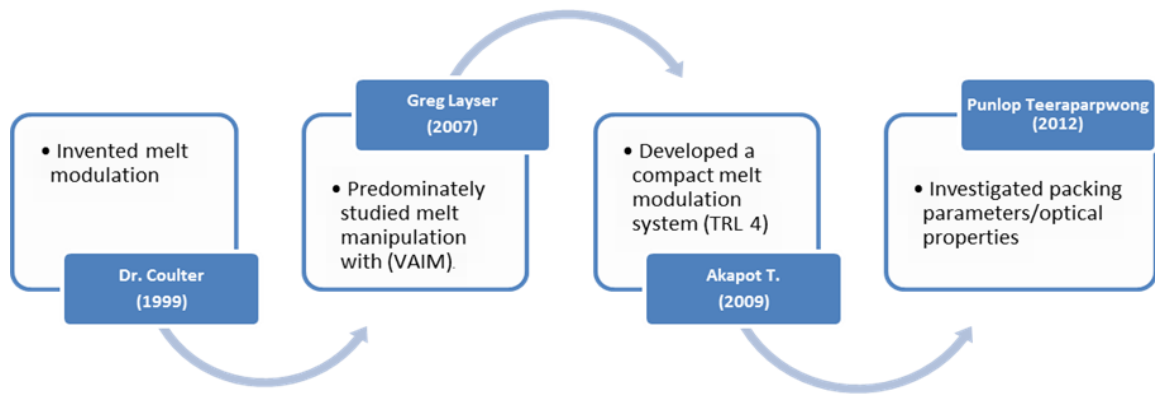 • Invented melt
modulation
Dr. Coulter
(1999)
Greg Layser
(2007)
• Predominately
studied melt
manipulation
with (VAIM).
• Developed a
compact melt
modulation
system (TRL 4)
Akapot T.
(2009)
Punlop Teeraparpwong
(2012)
• Investigated packing
parameters/optical
properties